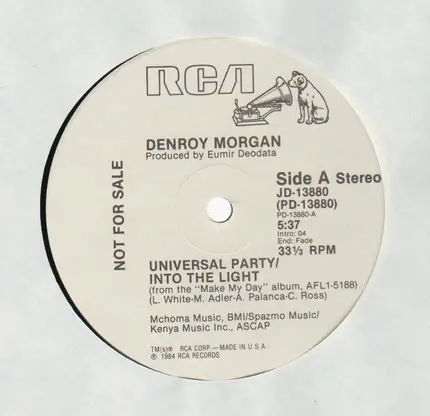 RCA
DENROY MORGAN
Produced by Eumir Deodata
NOT FOR SALE
Side A Stereo
JD-13880
(PD-13880)
PD-13880-A
5:37
Intro: 04
End: Fade
33⅓ RPM
UNIVERSAL PARTY/
INTO THE LIGHT
(from the "Make My Day" album, AFL1-5188)
(L. White-M. Adler-A. Palanca-C. Ross)
Mchoma Music, BMI/Spazmo Music/
Kenya Music Inc., ASCAP
TM(s)® RCA CORP.—MADE IN U.S.A.
℗ 1984 RCA RECORDS